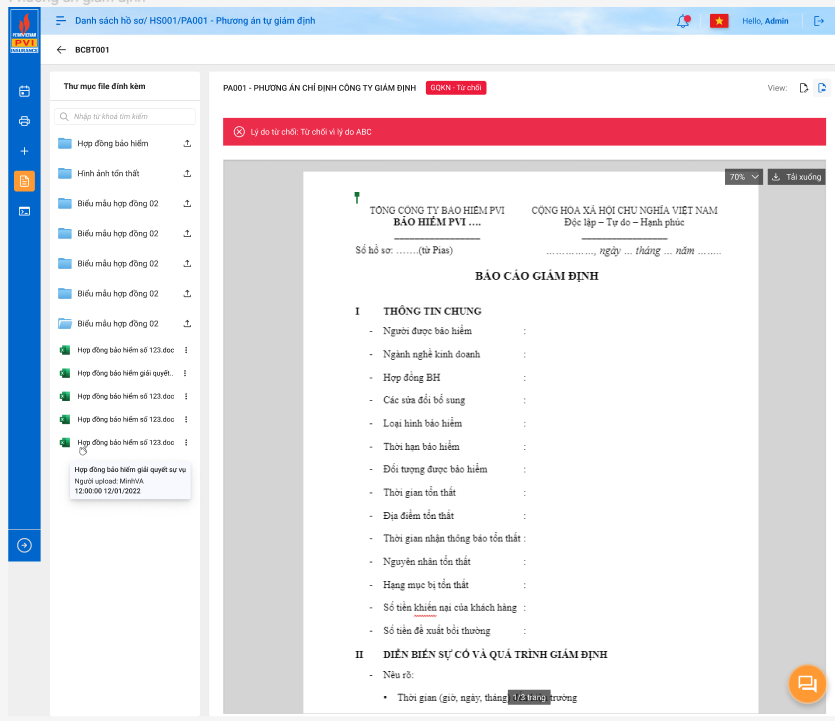 Phương án giám định
PETROVIETNAM
PVI
INSURANCE
Danh sách hồ sơ/ HS001/PA001 - Phương án tự giám định
Hello, Admin
BCBT001
Thư mục file đính kèm
Nhập từ khoá tìm kiếm
Hợp đồng bảo hiểm
Hình ảnh tổn thất
Biểu mẫu hợp đồng 02
Biểu mẫu hợp đồng 02
Biểu mẫu hợp đồng 02
Biểu mẫu hợp đồng 02
Biểu mẫu hợp đồng 02
Hợp đồng bảo hiểm số 123.doc
Hợp đồng bảo hiểm giải quyết..
Hợp đồng bảo hiểm số 123.doc
Hợp đồng bảo hiểm số 123.doc
Hợp đồng bảo hiểm số 123.doc
Hợp đồng bảo hiểm giải quyết sự vụ
Người upload: MinhVA
12:00:00 12/01/2022
PA001 - PHƯƠNG ÁN CHỈ ĐỊNH CÔNG TY GIÁM ĐỊNH
GQKN - Từ chối
View:
Lý do từ chối: Từ chối vì lý do ABC
70%
Tải xuống
TỔNG CÔNG TY BẢO HIỂM PVI
BẢO HIỂM PVI ....
CỘNG HÒA XÃ HỘI CHỦ NGHĨA VIỆT NAM
Độc lập – Tự do – Hạnh phúc
Số hồ sơ: …….(từ Pias)
……………, ngày … tháng … năm ……..
BÁO CÁO GIÁM ĐỊNH
I THÔNG TIN CHUNG
- Người được bảo hiểm :
- Ngành nghề kinh doanh :
- Hợp đồng BH :
- Các sửa đổi bổ sung :
- Loại hình bảo hiểm :
- Thời hạn bảo hiểm :
- Đối tượng được bảo hiểm :
- Thời gian tổn thất :
- Địa điểm tổn thất :
- Thời gian nhận thông báo tổn thất :
- Nguyên nhân tổn thất :
- Hạng mục bị tổn thất :
- Số tiền khiến nại của khách hàng :
- Số tiền đề xuất bồi thường :
II DIỄN BIẾN SỰ CỐ VÀ QUÁ TRÌNH GIÁM ĐỊNH
- Nêu rõ:
• Thời gian (giờ, ngày, tháng) trường
1/3 trang